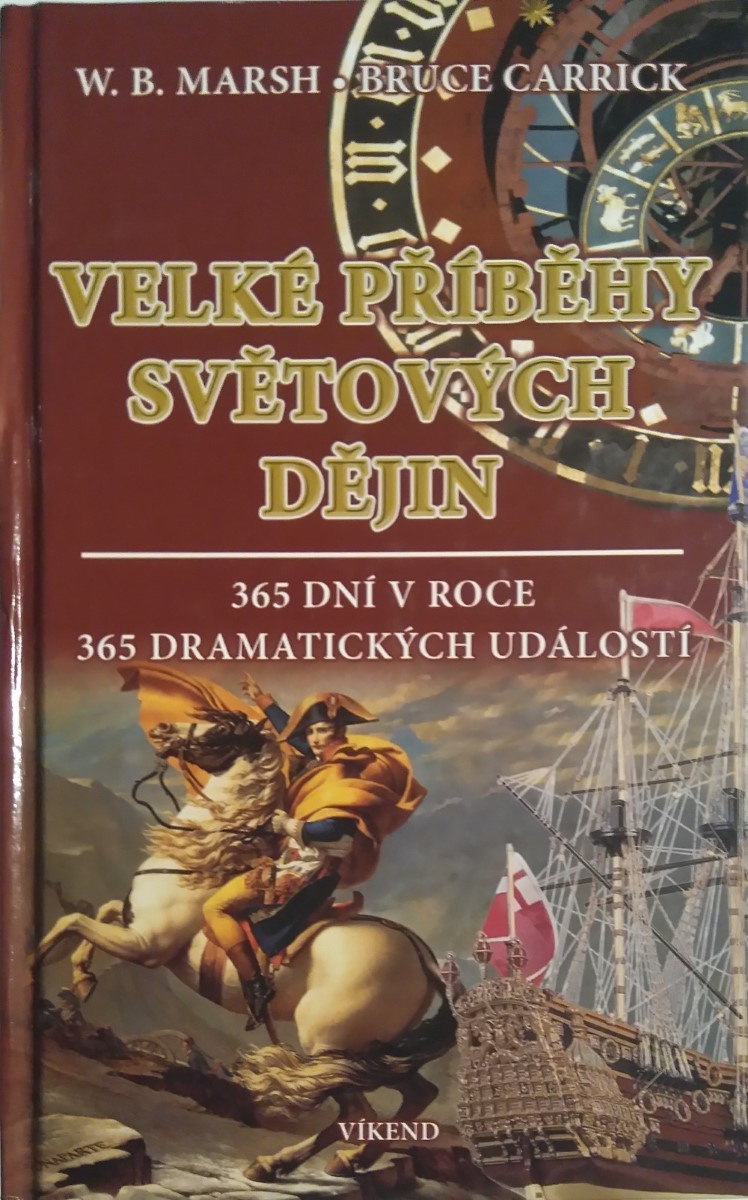 W. B. MARSH • BRUCE CARRICK
VELKÉ PŘÍBĚHY
SVĚTOVÝCH
DĚJIN
365 DNÍ V ROCE
365 DRAMATICKÝCH UDÁLOSTÍ
VÍKEND